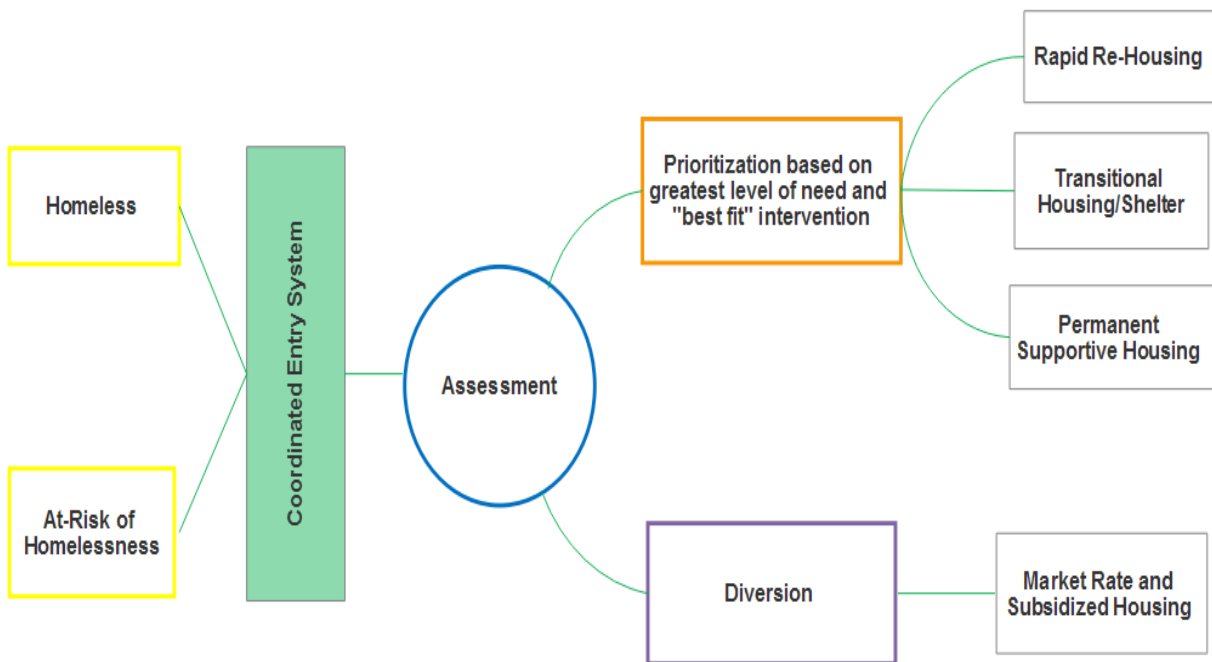 Homeless
At-Risk of
Homelessness
Coordinated Entry System
Assessment
Prioritization based on
greatest level of need and
"best fit" intervention
Rapid Re-Housing
Transitional
Housing/Shelter
Permanent
Supportive Housing
Diversion
Market Rate and
Subsidized Housing